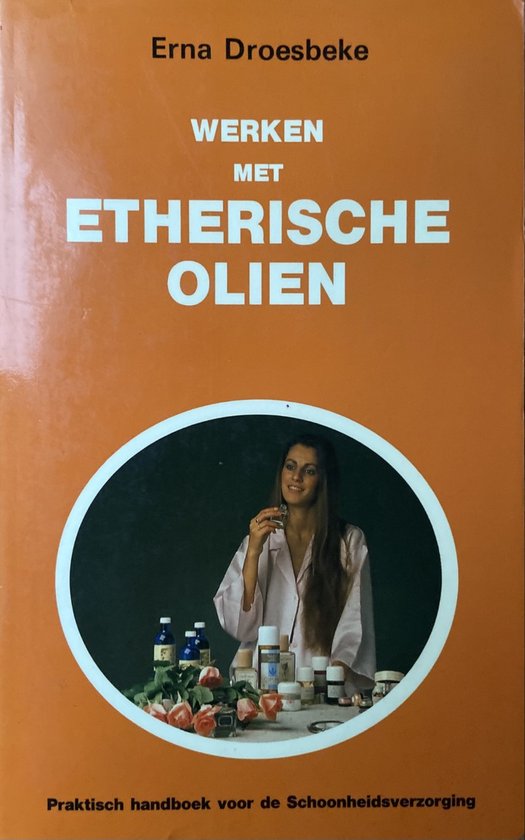 Erna Droesbeke
WERKEN
MET
ETHERISCHE
OLIEN
Praktisch handboek voor de Schoonheidsverzorging